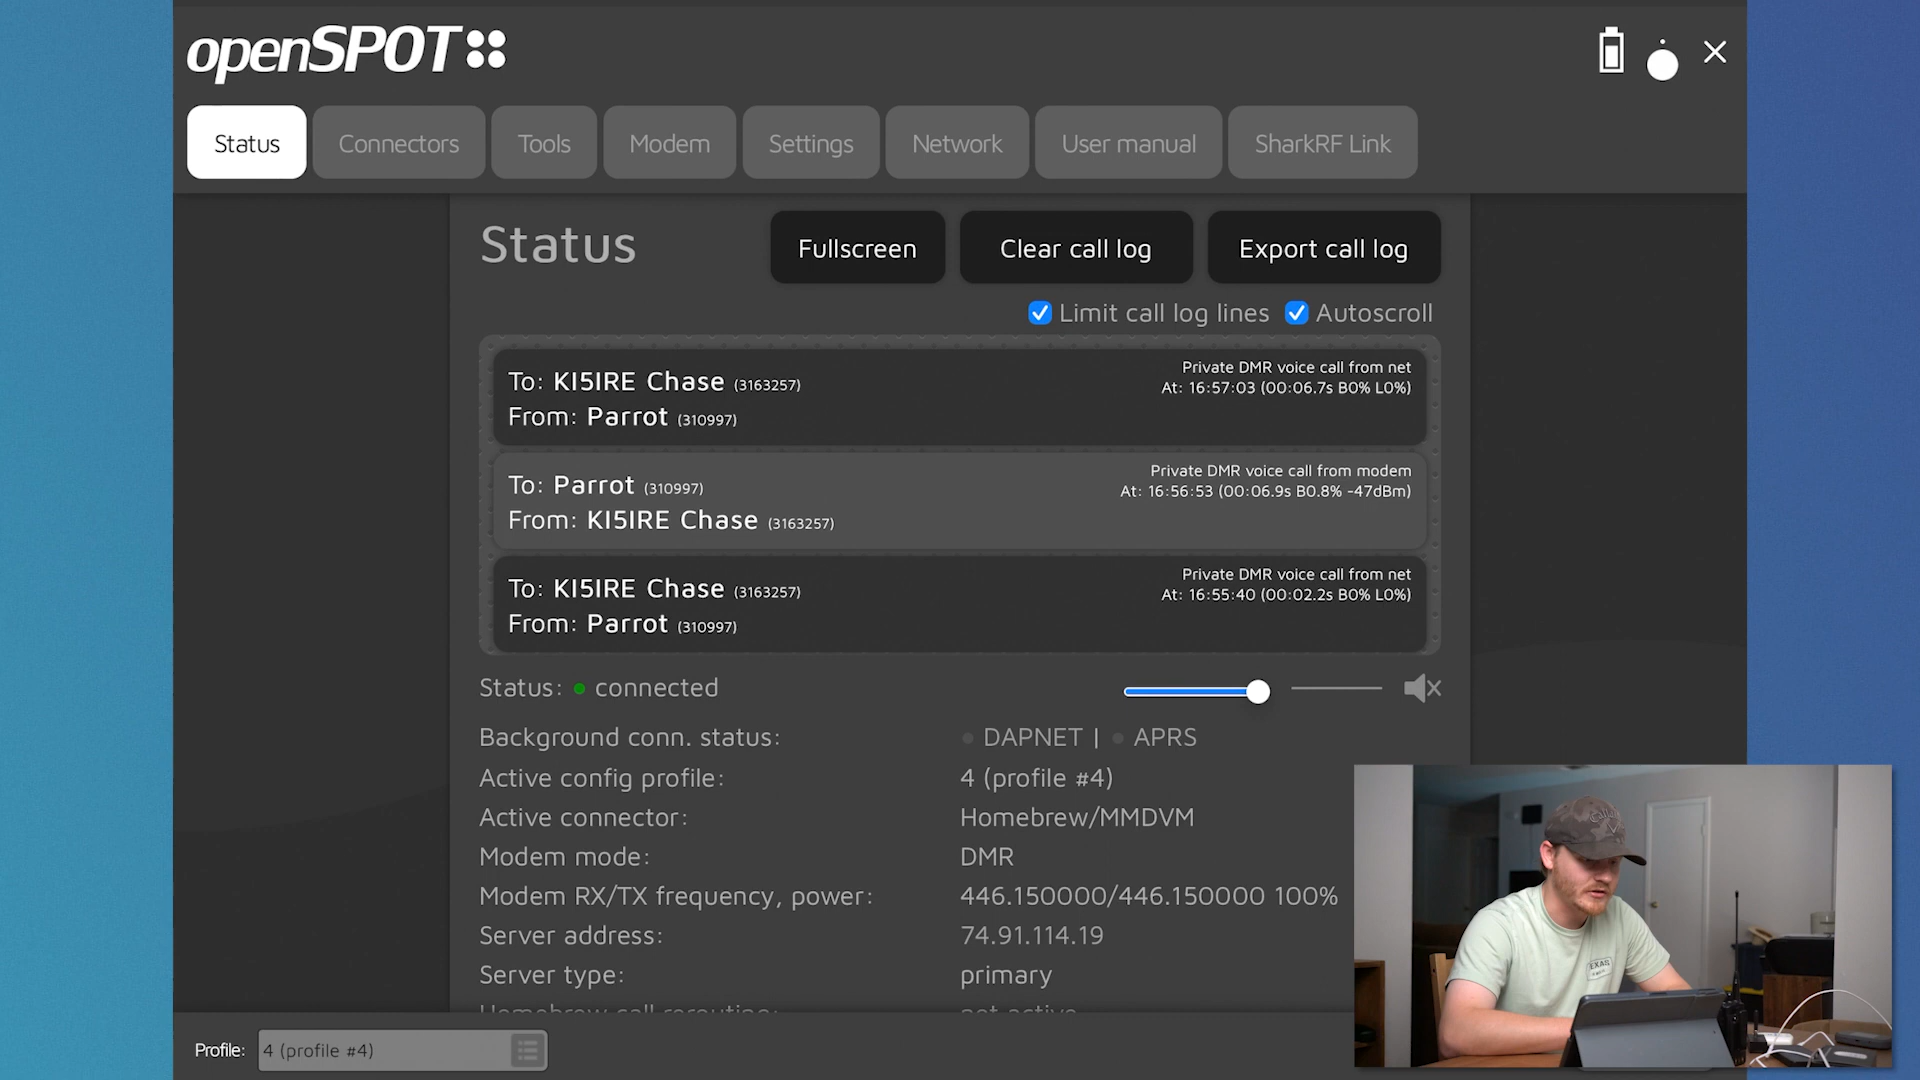 openSPOT
Status Connectors Tools Modem Settings Network User manual SharkRF Link
Status Fullscreen Clear call log Export call log
Limit call log lines Autoscroll
To: KI5IRE Chase (3163257)
Private DMR voice call from net
At: 16:57:03 (00:06.7s B0% L0%)
From: Parrot (310997)
To: Parrot (310997)
Private DMR voice call from modem
At: 16:56:53 (00:06.9s B0.8% -47dBm)
From: KI5IRE Chase (3163257)
To: KI5IRE Chase (3163257)
Private DMR voice call from net
At: 16:55:40 (00:02.2s B0% L0%)
From: Parrot (310997)
Status: connected
Background conn. status: DAPNET | APRS
Active config profile: 4 (profile #4)
Active connector: Homebrew/MMDVM
Modem mode: DMR
Modem RX/TX frequency, power: 446.150000/446.150000 100%
Server address: 74.91.114.19
Server type: primary
Homebrew call rerouting: not active
Profile: 4 (profile #4)
TEXAS